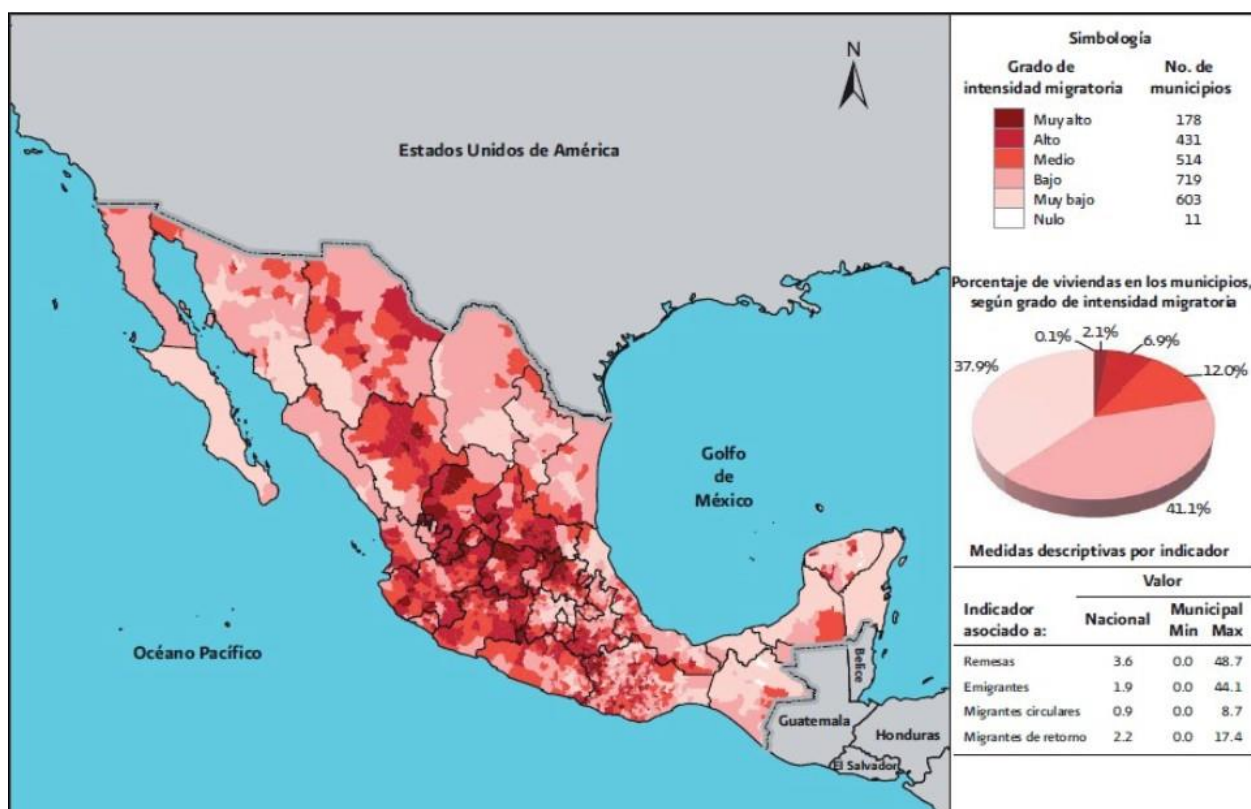 N
Estados Unidos de América
Golfo
de
México
Océano Pacífico
Belice
Guatemala
Honduras
El Salvador
Simbología
Grado de
intensidad migratoria
No. de
municipios
Muy alto 178
Alto 431
Medio 514
Bajo 719
Muy bajo 603
Nulo 11
Porcentaje de viviendas en los municipios,
según grado de intensidad migratoria
0.1% 2.1% 6.9%
37.9% 12.0%
41.1%
Medidas descriptivas por indicador
Valor
Indicador
asociado a:
Nacional
Municipal
Min Max
Remesas 3.6 0.0 48.7
Emigrantes 1.9 0.0 44.1
Migrantes circulares 0.9 0.0 8.7
Migrantes de retorno 2.2 0.0 17.4